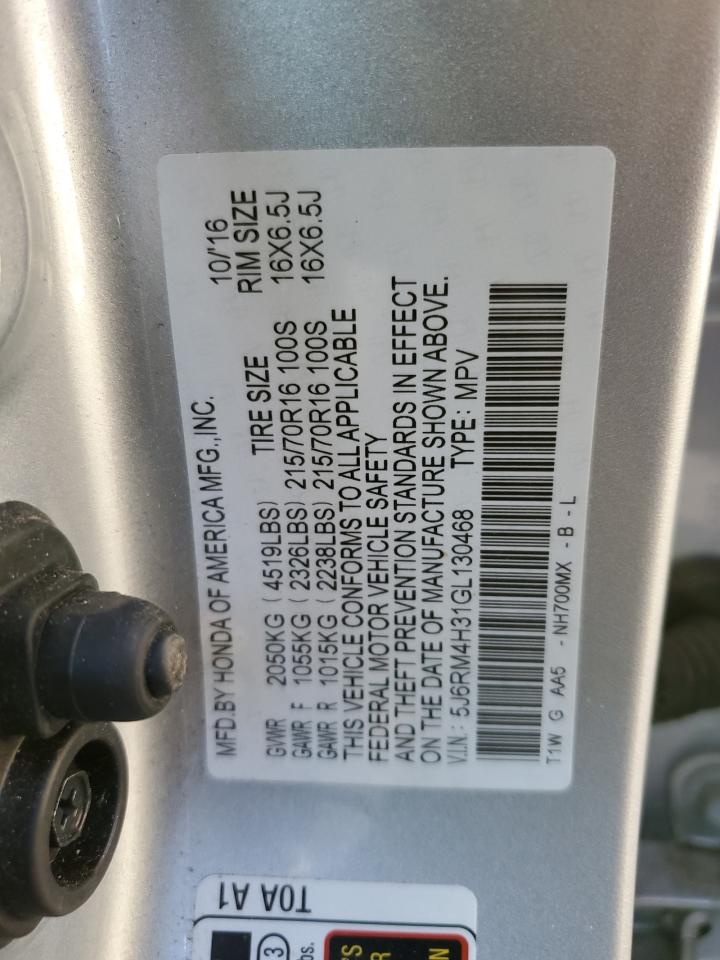 MFD.BY HONDA OF AMERICA MFG.,INC. 10/'16
GVWR 2050KG ( 4519LBS) TIRE SIZE RIM SIZE
GAWR F 1055KG ( 2326LBS) 215/70R16 100S 16X6.5J
GAWR R 1015KG ( 2238LBS) 215/70R16 100S 16X6.5J
THIS VEHICLE CONFORMS TO ALL APPLICABLE
FEDERAL MOTOR VEHICLE SAFETY
AND THEFT PREVENTION STANDARDS IN EFFECT
ON THE DATE OF MANUFACTURE SHOWN ABOVE.
V.I.N.: 5J6RM4H31GL130468 TYPE: MPV
T1W G AA5 - NH700MX - B - L
T0A A1
3
bs.
'S
R
N